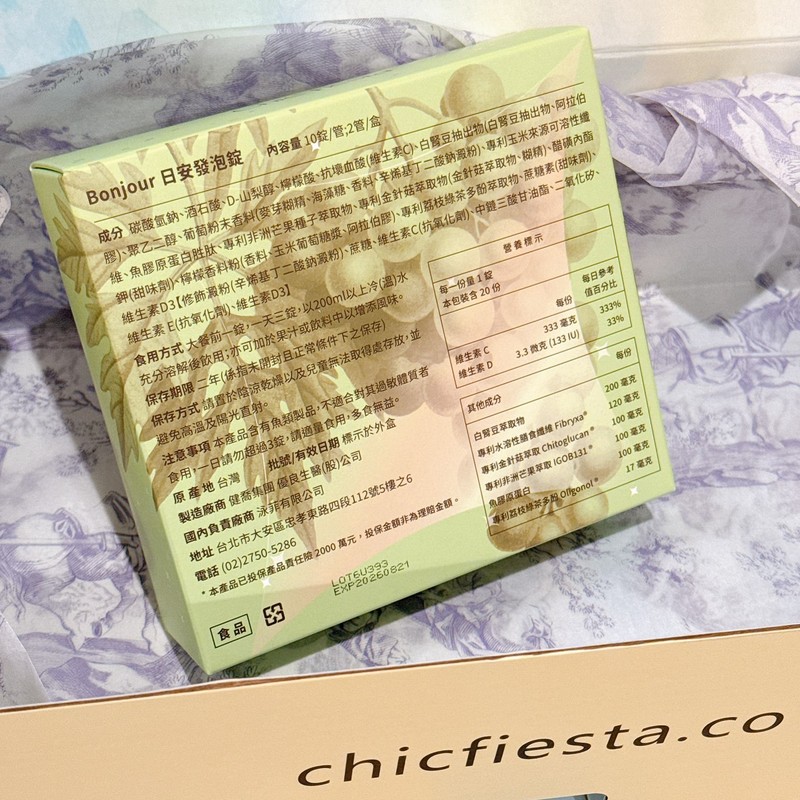 Bonjour 日安發泡錠 內容量 10錠/管;2管/盒
成分 碳酸氫鈉、酒石酸、D-山梨醇、檸檬酸、抗壞血酸(維生素C)、白腎豆抽出物(白腎豆抽出物、阿拉伯
膠)、聚乙二醇、葡萄粉末香料(麥芽糊精、海藻糖、香料、辛烯基丁二酸鈉澱粉)、專利玉米來源可溶性纖
維、魚膠原蛋白胜肽、專利非洲芒果種子萃取物、專利金針菇萃取物(金針菇萃取物、糊精)、醋磺內酯
鉀(甜味劑)、檸檬香料粉(香料、玉米葡萄糖漿、阿拉伯膠)、專利荔枝綠茶多酚萃取物、蔗糖素(甜味劑)、
維生素D3【修飾澱粉(辛烯基丁二酸鈉澱粉)、蔗糖、維生素C(抗氧化劑)、中鏈三酸甘油酯、二氧化矽、
維生素E(抗氧化劑)、維生素D3】
食用方式 大餐前一錠,一天三錠,以200ml以上冷(溫)水
充分溶解後飲用;亦可加於果汁或飲料中以增添風味。
保存期限 二年(係指未開封且正常條件下之保存)
保存方式 請置於陰涼乾燥以及兒童無法取得處存放,並
避免高溫及陽光直射。
注意事項 本產品含有魚類製品,不適合對其過敏體質者
食用;一日請勿超過3錠,請適量食用,多食無益。
原 產 地 台灣 批號/有效日期 標示於外盒
製造廠商 健喬集團 優良生醫(股)公司
國內負責廠商 泳菲有限公司
地址 台北市大安區忠孝東路四段112號5樓之6
電話 (02)2750-5286
* 本產品已投保產品責任險 2000 萬元,投保金額非為理賠金額。
食品
LOT6U393
EXP20260821
營養標示
每一份量 1 錠
本包裝含 20 份
每份 每日參考值百分比
維生素 C 333 毫克 333%
維生素 D 3.3 微克 (133 IU) 33%
其他成分 每份
白腎豆萃取物 200 毫克
專利水溶性膳食纖維 Fibryxa® 120 毫克
專利金針菇萃取 Chitoglucan® 100 毫克
專利非洲芒果萃取 IGOB131® 100 毫克
魚膠原蛋白 100 毫克
專利荔枝綠茶多酚 Oligonol® 17 毫克
chicfiesta.co